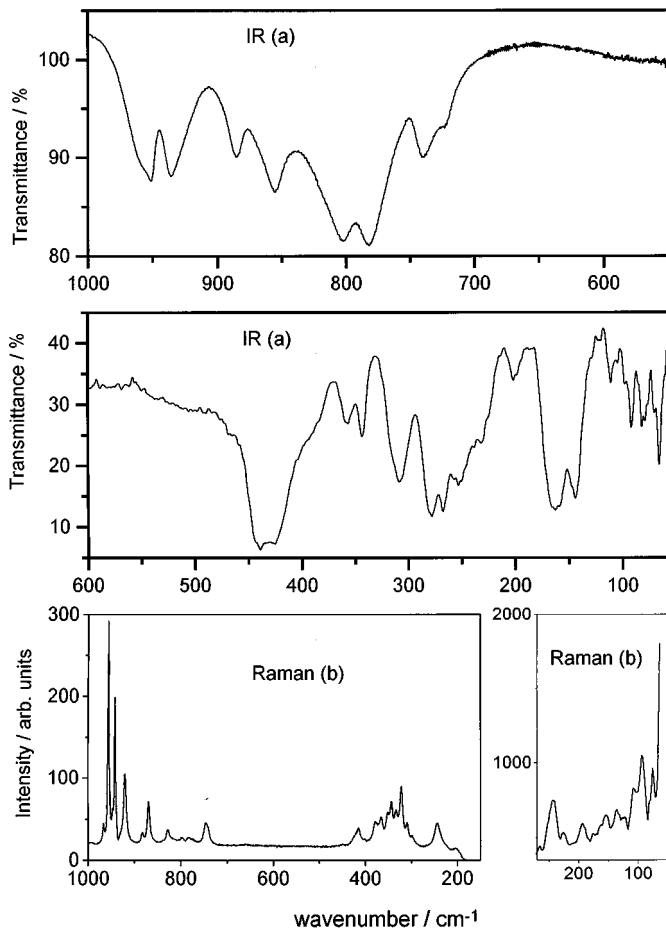 IR (a)
Transmittance / %
100
90
80
1000 900 800 700 600
IR (a)
Transmittance / %
40
30
20
10
600 500 400 300 200 100
Raman (b)
Intensity / arb. units
300
200
100
0
1000 800 600 400 200
Raman (b)
2000
1000
200 100
wavenumber / cm-1